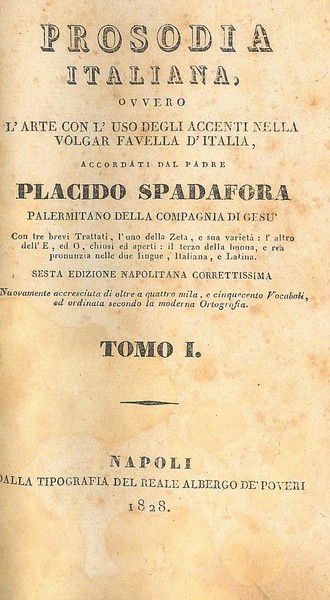 PROSODIA
ITALIANA,
OVVERO
L'ARTE CON L' USO DEGLI ACCENTI NELLA
VOLGAR FAVELLA D' ITALIA,
ACCORDATI DAL PADRE
PLACIDO SPADAFORA
PALERMITANO DELLA COMPAGNIA DI GESU'
Con tre brevi Trattati, l' uno della Zeta, e sua varietà: l' altro
dell' E, ed O, chiusi ed aperti: il terzo della buona, e rea
pronunzia nelle due lingue, Italiana, e Latina.
SESTA EDIZIONE NAPOLITANA CORRETTISSIMA
Nuovamente accresciuta di oltre a quattro mila, e cinquecento Vocaboli,
ed ordinata secondo la moderna Ortografia.
TOMO I.
NAPOLI
DALLA TIPOGRAFIA DEL REALE ALBERGO DE' POVERI
1828.